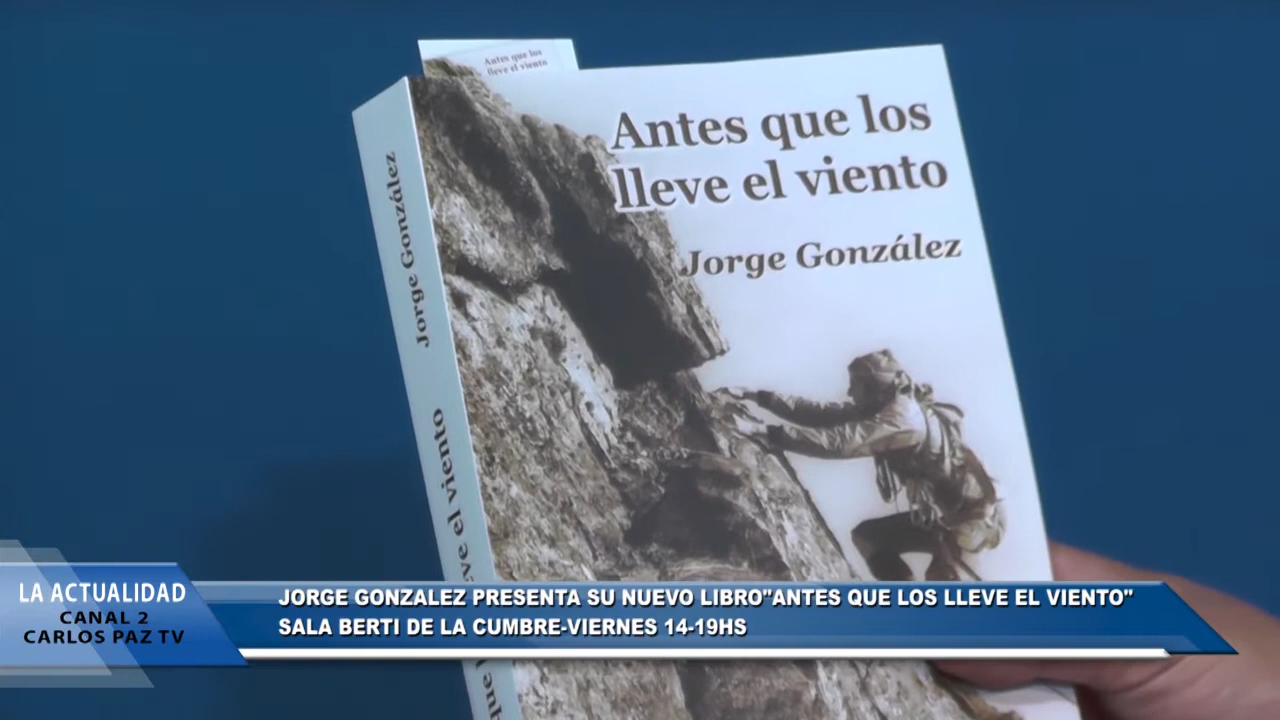 Antes que los
lleve el viento
Antes que los
lleve el viento
Jorge González
Jorge González
que
eve el viento
LA ACTUALIDAD
CANAL 2
CARLOS PAZ TV
JORGE GONZALEZ PRESENTA SU NUEVO LIBRO"ANTES QUE LOS LLEVE EL VIENTO"
SALA BERTI DE LA CUMBRE-VIERNES 14-19HS